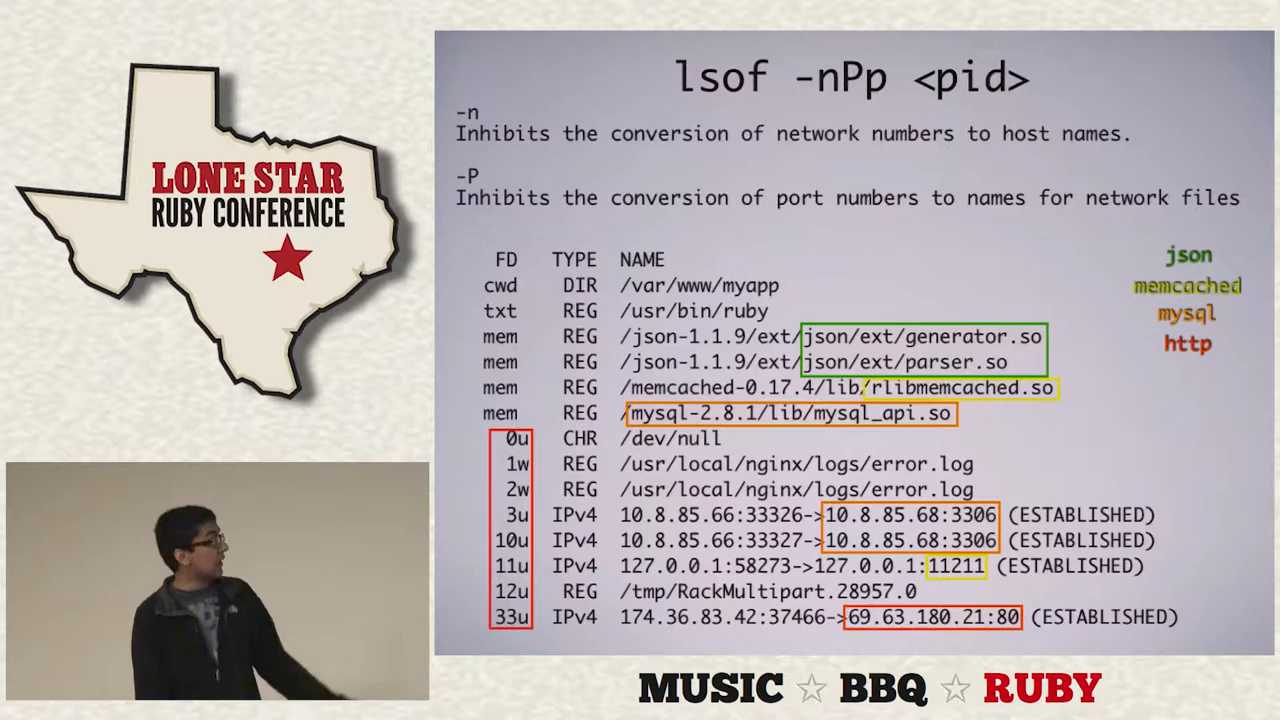 LONE STAR
RUBY CONFERENCE
lsof -nPp <pid>
-n
Inhibits the conversion of network numbers to host names.
-P
Inhibits the conversion of port numbers to names for network files
FD TYPE NAME
cwd DIR /var/www/myapp
txt REG /usr/bin/ruby
mem REG /json-1.1.9/ext/json/ext/generator.so
mem REG /json-1.1.9/ext/json/ext/parser.so
mem REG /memcached-0.17.4/lib/rlibmemcached.so
mem REG /mysql-2.8.1/lib/mysql_api.so
0u CHR /dev/null
1w REG /usr/local/nginx/logs/error.log
2w REG /usr/local/nginx/logs/error.log
3u IPv4 10.8.85.66:33326->10.8.85.68:3306 (ESTABLISHED)
10u IPv4 10.8.85.66:33327->10.8.85.68:3306 (ESTABLISHED)
11u IPv4 127.0.0.1:58273->127.0.0.1:11211 (ESTABLISHED)
12u REG /tmp/RackMultipart.28957.0
33u IPv4 174.36.83.42:37466->69.63.180.21:80 (ESTABLISHED)
json
memcached
mysql
http
MUSIC ☆ BBQ ☆ RUBY